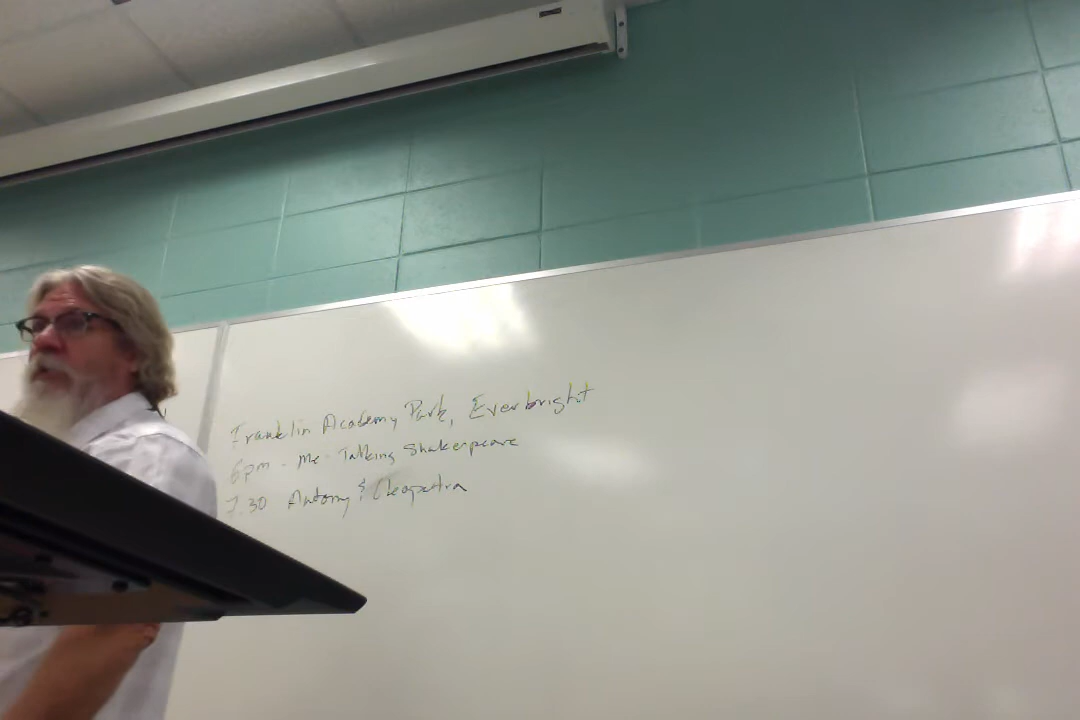 Franklin Academy Park, Everbright
6pm - Me - Talking Shakespeare
7.30 Antony & Cleopatra